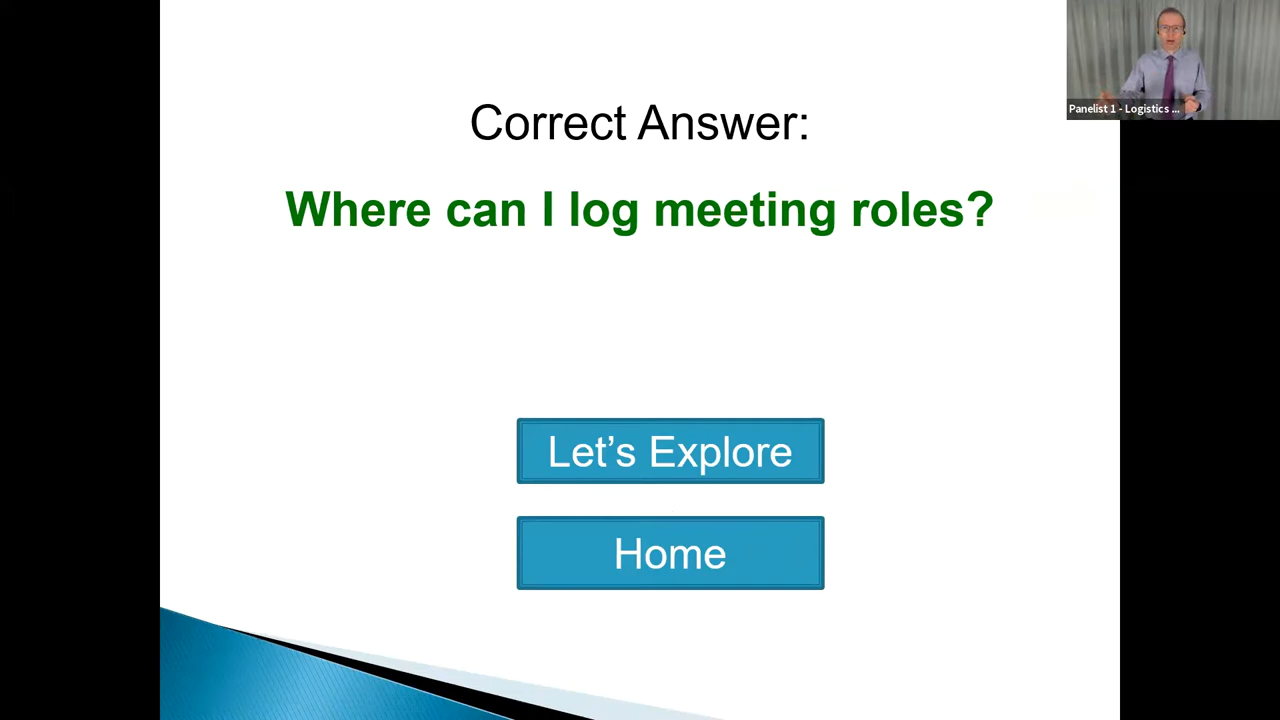 Panelist 1 - Logistics ...
Correct Answer:
Where can I log meeting roles?
Let’s Explore
Home